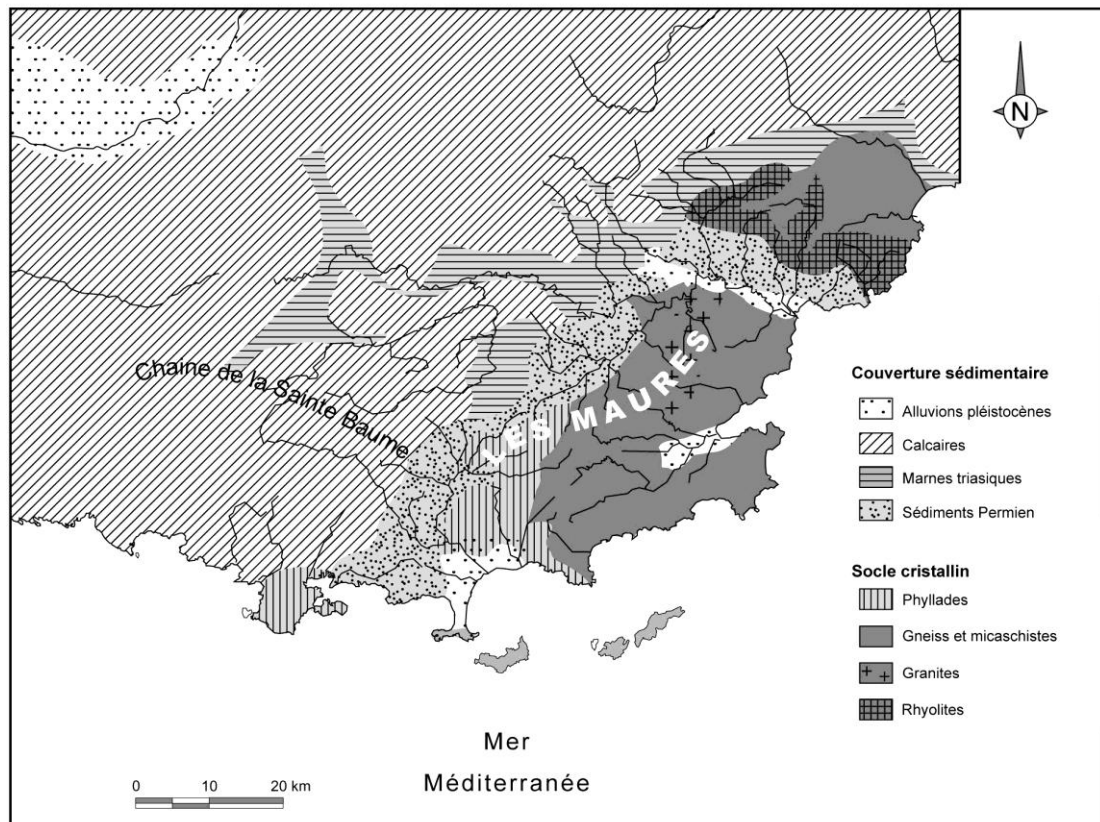 N
Chaine de la Sainte Baume
LES MAURES
Couverture sédimentaire
Alluvions pléistocènes
Calcaires
Marnes triasiques
Sédiments Permien
Socle cristallin
Phyllades
Gneiss et micaschistes
Granites
Rhyolites
Mer
Méditerranée
0 10 20 km